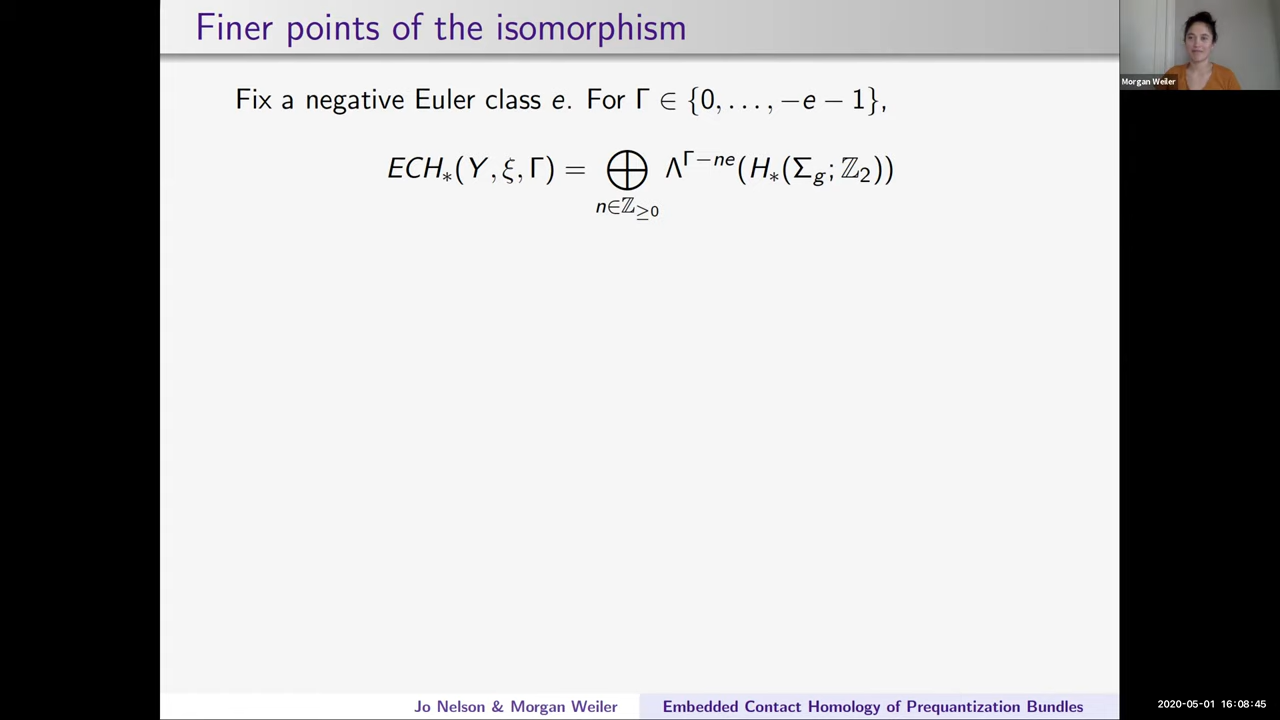 Finer points of the isomorphism
Morgan Weiler
Fix a negative Euler class e. For Γ ∈ {0, . . . , −e − 1},
ECH∗(Y, ξ, Γ) = ⊕ Λ^{Γ−ne}(H∗(Σg; ℤ2))
n∈ℤ≥0
Jo Nelson & Morgan Weiler
Embedded Contact Homology of Prequantization Bundles
2020-05-01 16:08:45